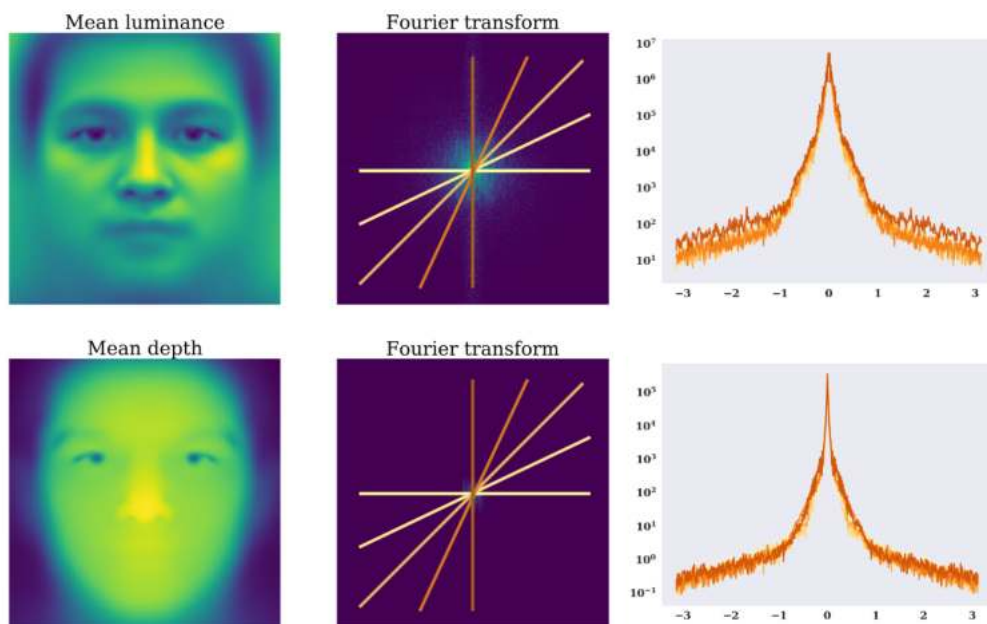 Mean luminance
Fourier transform
10⁷
10⁶
10⁵
10⁴
10³
10²
10¹
−3 −2 −1 0 1 2 3
Mean depth
Fourier transform
10⁵
10⁴
10³
10²
10¹
10⁰
10⁻¹
−3 −2 −1 0 1 2 3